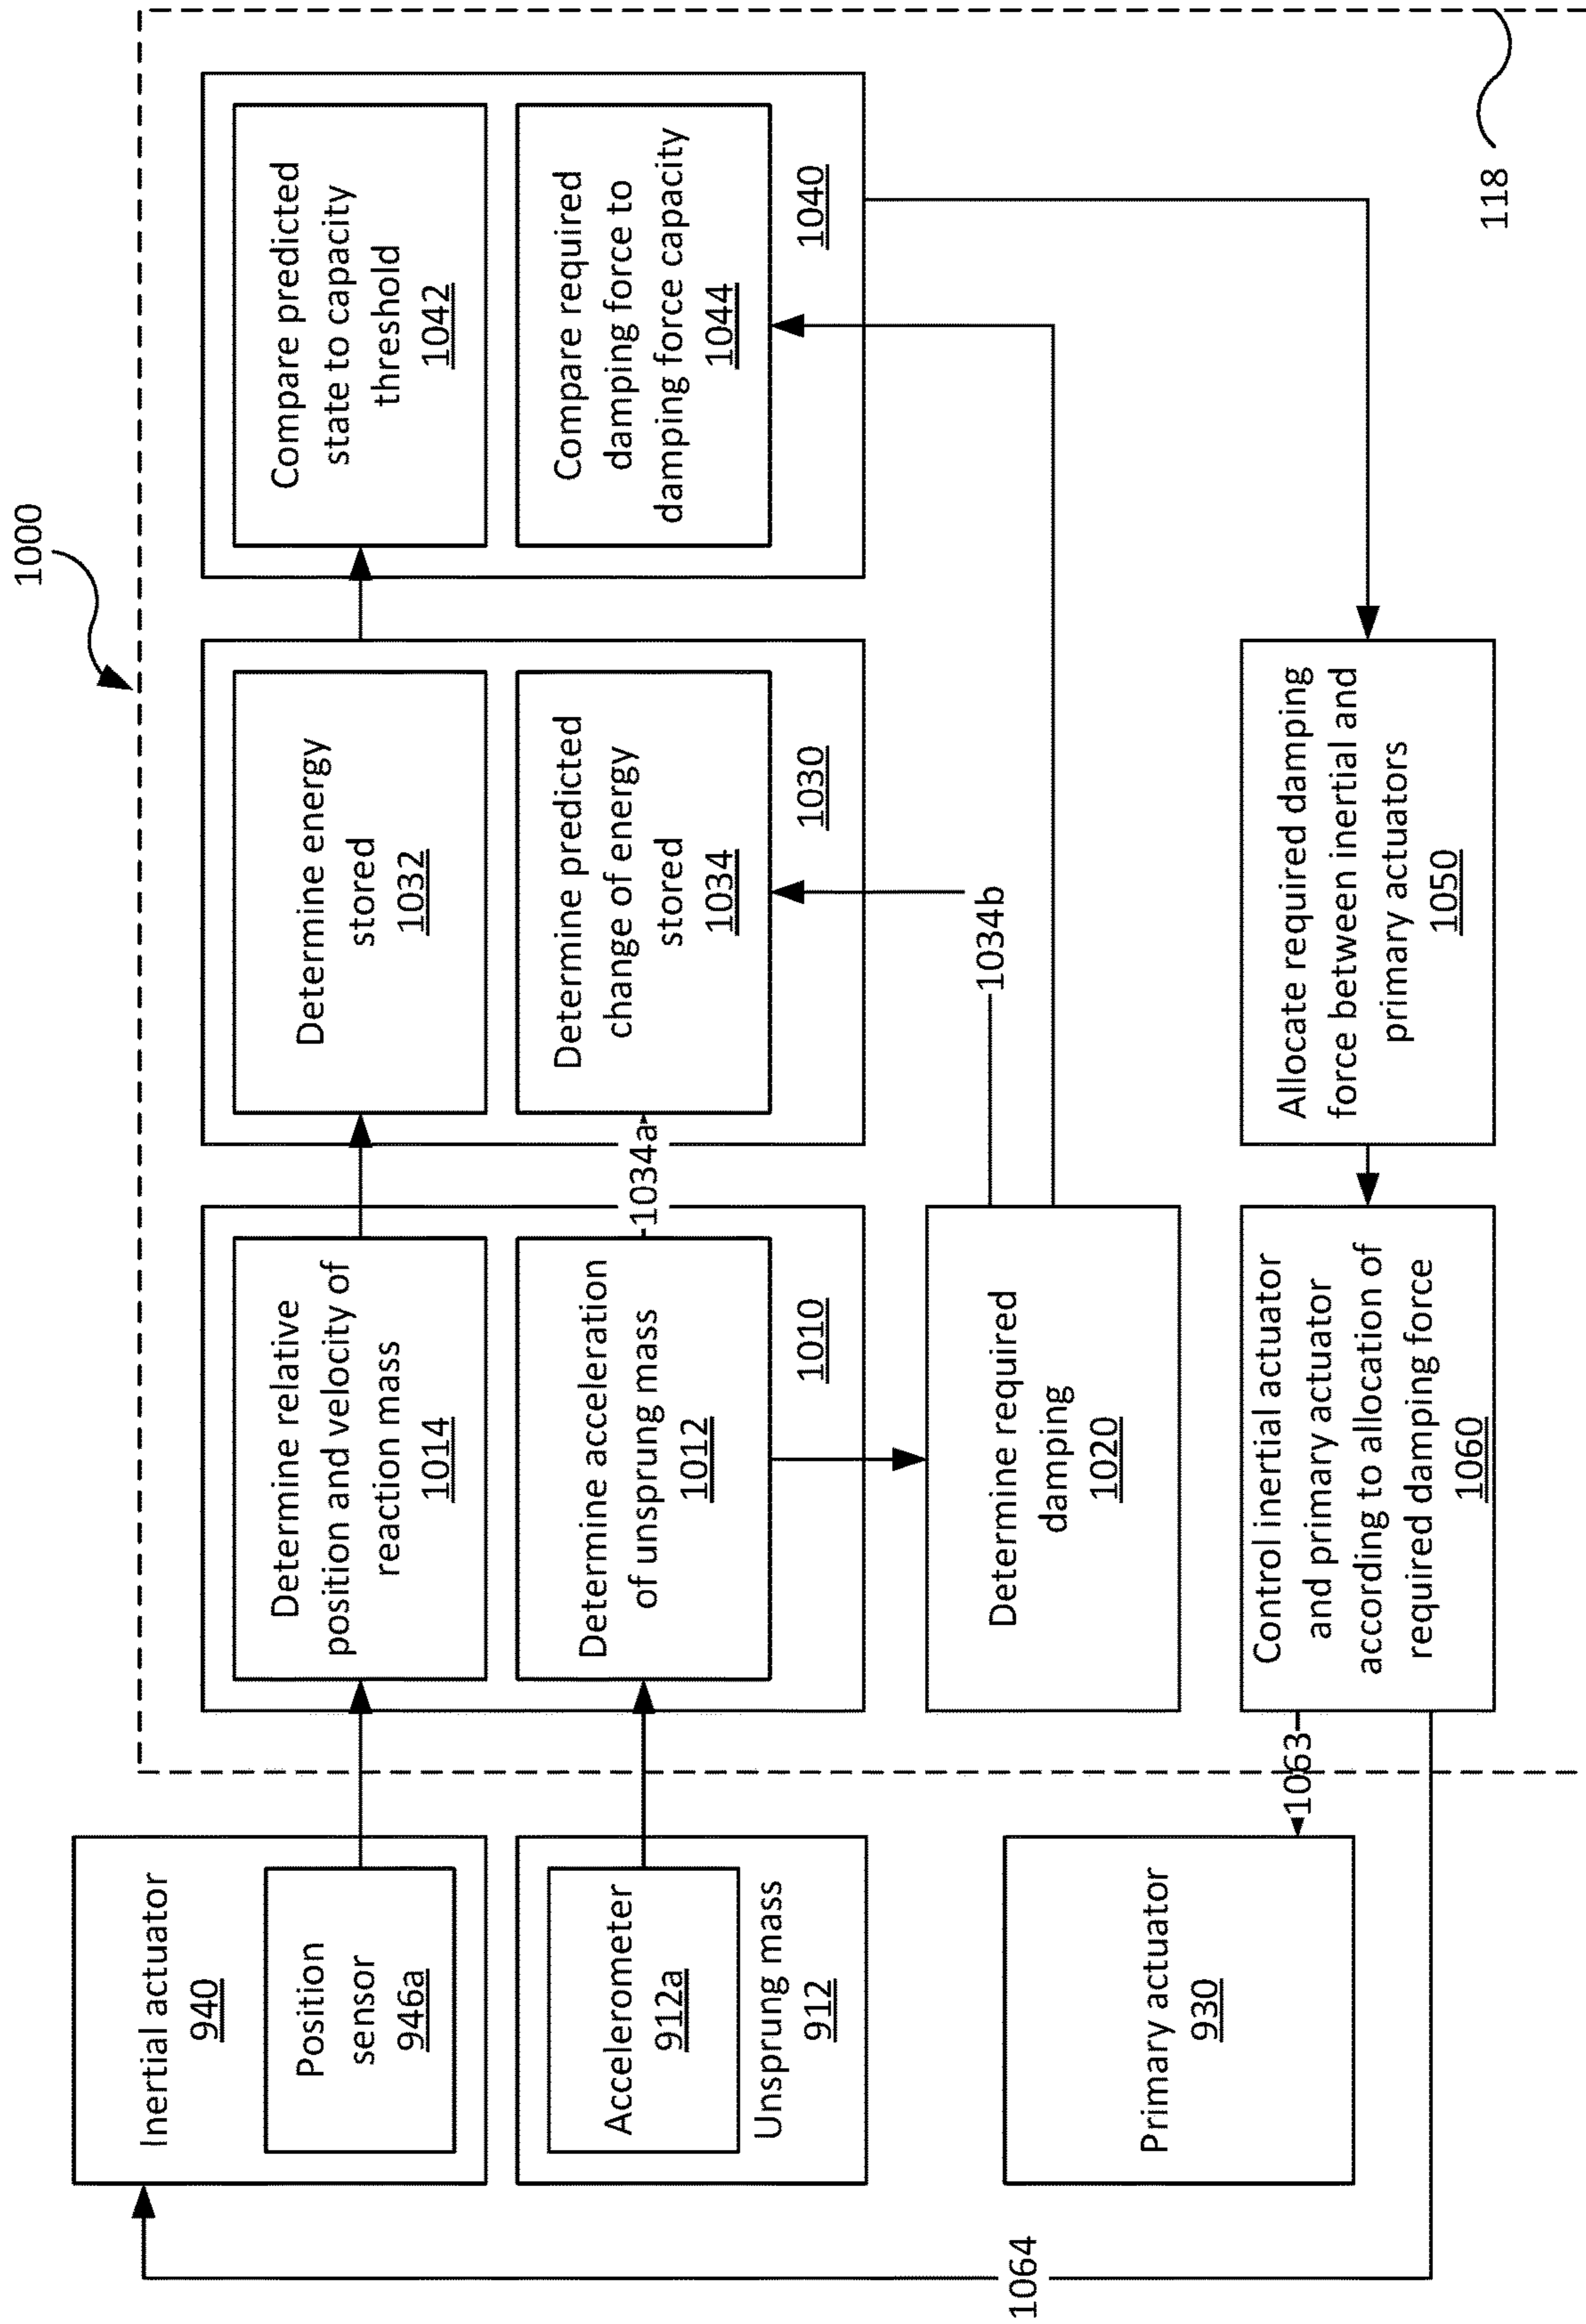 1000
Inertial actuator
940
Position
sensor
946a
Accelerometer
912a
Unsprung mass
912
Primary actuator
930
1064
1063
Determine relative
position and velocity of
reaction mass
1014
Determine acceleration
of unsprung mass
1012
1010
Determine required
damping
1020
Control inertial actuator
and primary actuator
according to allocation of
required damping force
1060
1034a
Determine energy
stored
1032
Determine predicted
change of energy
stored
1034
1030
1034b
Allocate required damping
force between inertial and
primary actuators
1050
Compare predicted
state to capacity
threshold
1042
Compare required
damping force to
damping force capacity
1044
1040
118